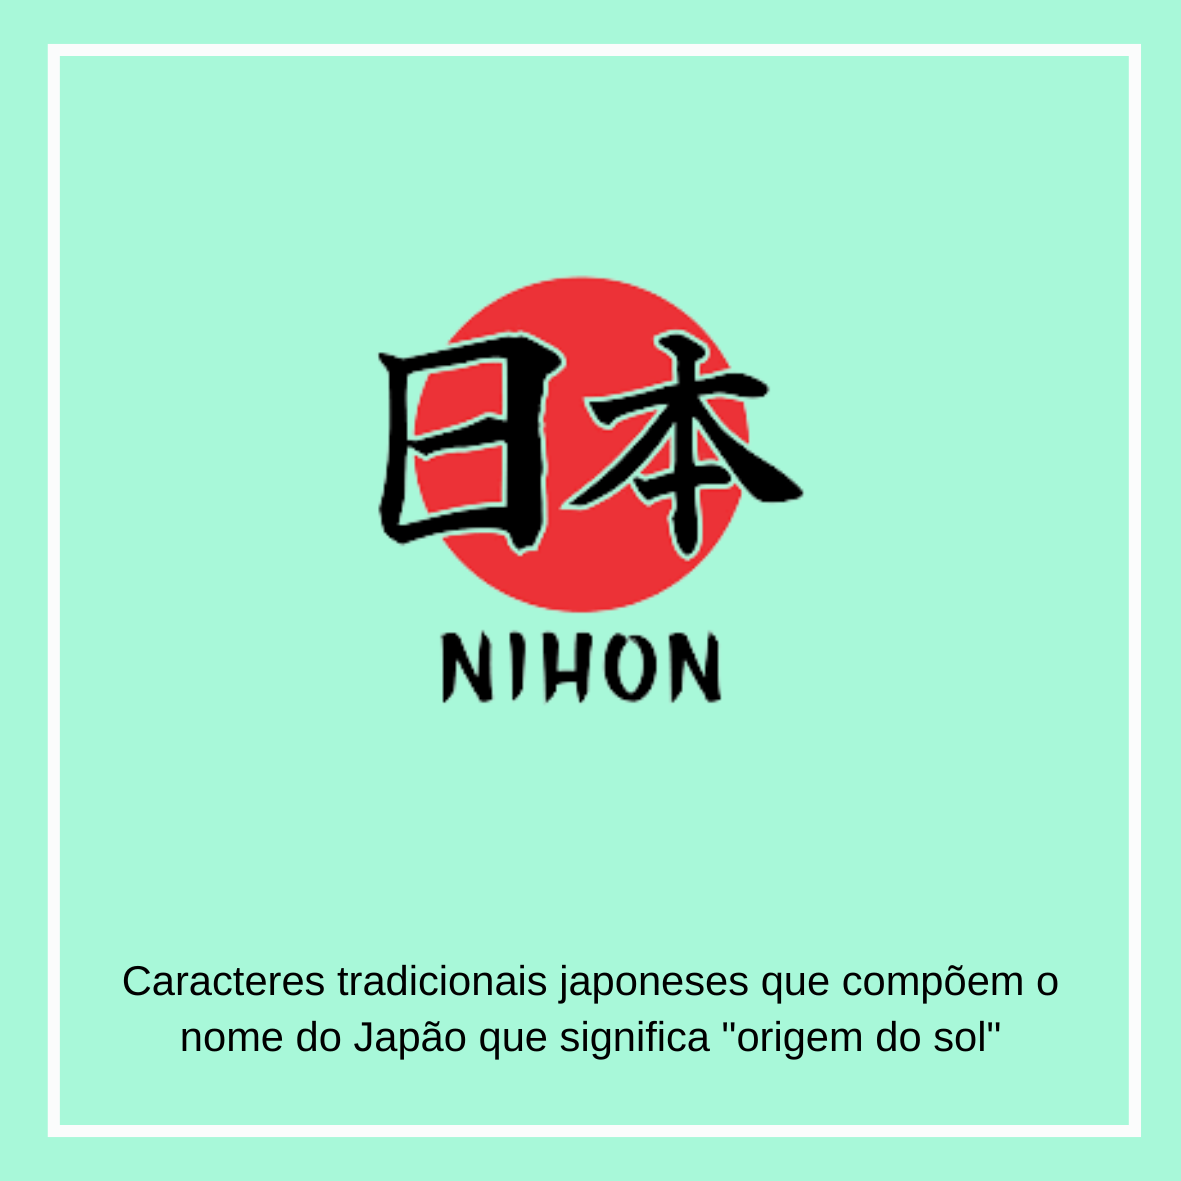 日本
NIHON
Caracteres tradicionais japoneses que compõem o
nome do Japão que significa "origem do sol"